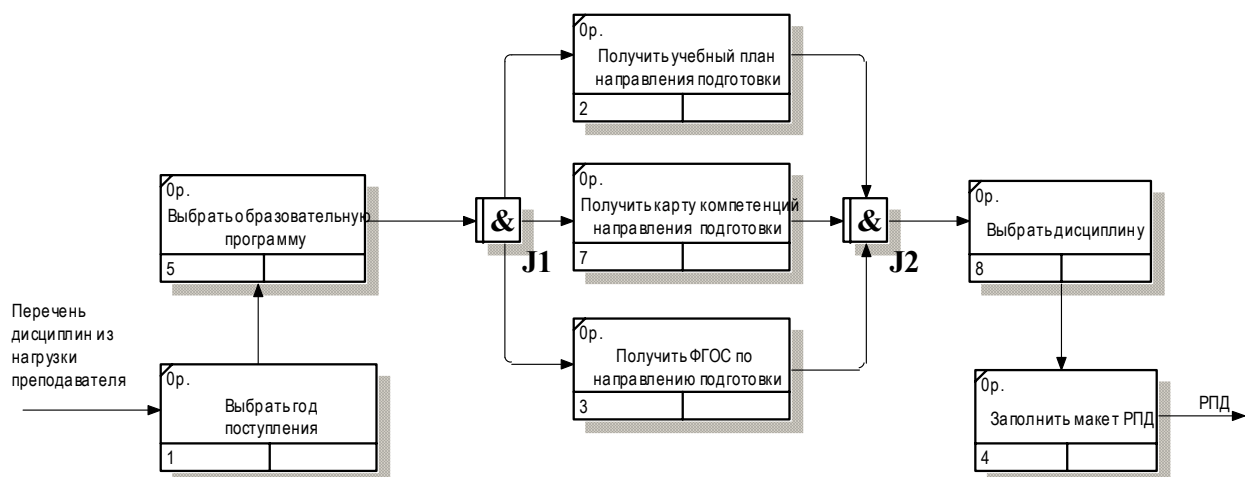 0р.
Получить учебный план
направления подготовки
2
0р.
Выбрать образовательную
программу
5
&
J1
0р.
Получить карту компетенций
направления подготовки
7
&
J2
0р.
Выбрать дисциплину
8
Перечень
дисциплин из
нагрузки
преподавателя
0р.
Выбрать год
поступления
1
0р.
Получить ФГОС по
направлению подготовки
3
0р.
Заполнить макет РПД
4
РПД